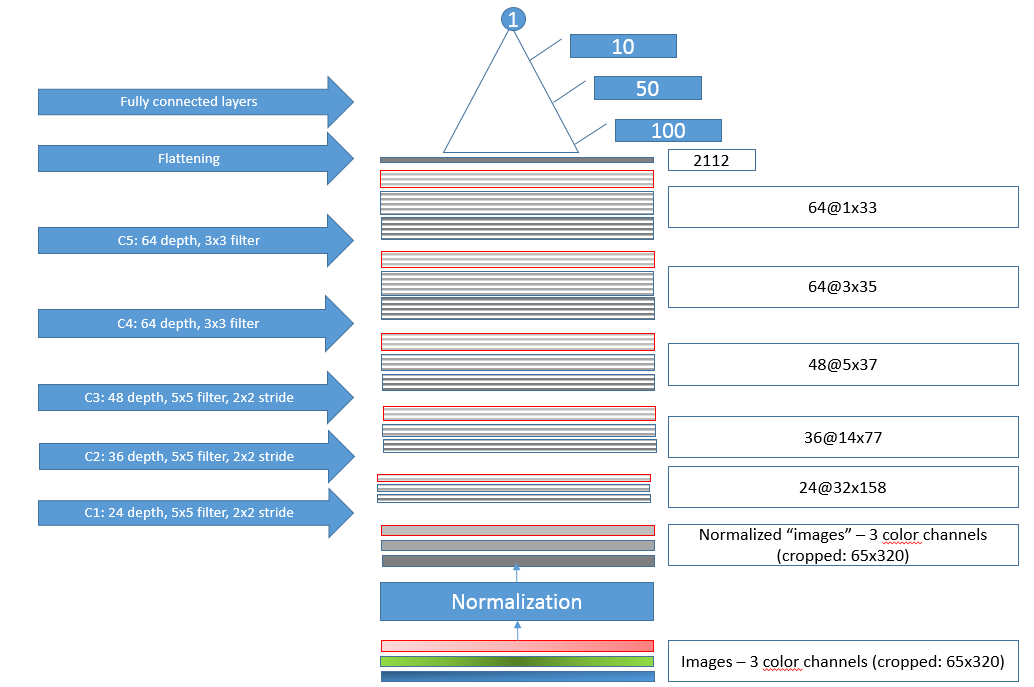 1
10
50
Fully connected layers
100
Flattening
2112
64@1x33
C5: 64 depth, 3x3 filter
64@3x35
C4: 64 depth, 3x3 filter
48@5x37
C3: 48 depth, 5x5 filter, 2x2 stride
36@14x77
C2: 36 depth, 5x5 filter, 2x2 stride
24@32x158
C1: 24 depth, 5x5 filter, 2x2 stride
Normalized “images” – 3 color channels
(cropped: 65x320)
Normalization
Images – 3 color channels (cropped: 65x320)